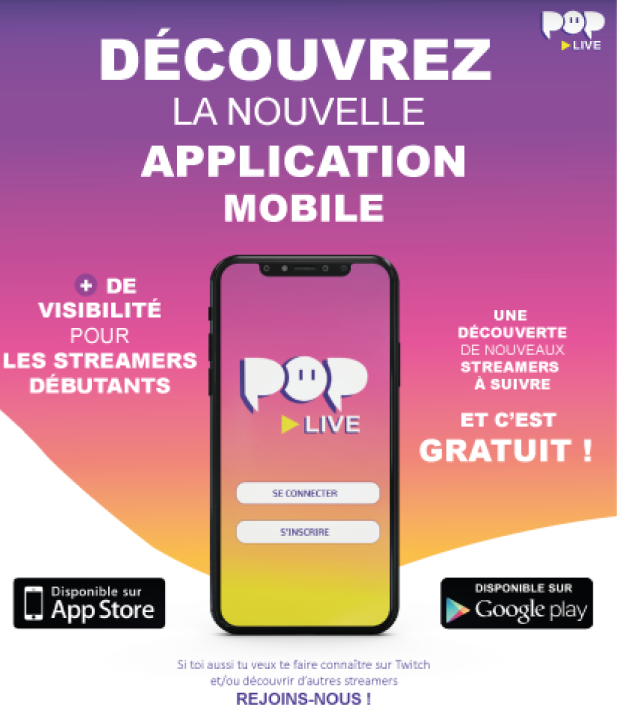 POP
LIVE
DÉCOUVREZ
LA NOUVELLE
APPLICATION
MOBILE
+ DE
VISIBILITÉ
POUR
LES STREAMERS
DÉBUTANTS
POP
LIVE
SE CONNECTER
S'INSCRIRE
UNE
DÉCOUVERTE
DE NOUVEAUX
STREAMERS
À SUIVRE
ET C'EST
GRATUIT !
Disponible sur
App Store
DISPONIBLE SUR
Google play
Si toi aussi tu veux te faire connaître sur Twitch
et/ou découvrir d'autres streamers
REJOINS-NOUS !